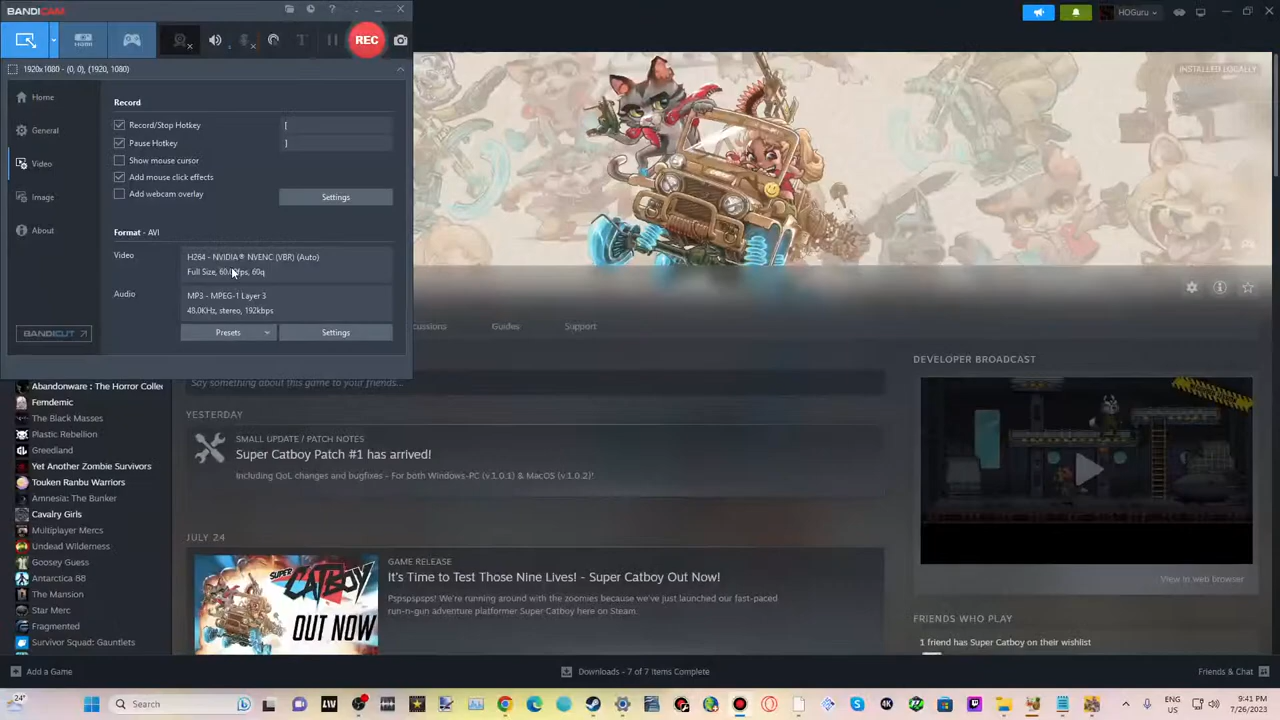 BANDICAM
HOGuru
REC
1920x1080 - (0, 0), (1920, 1080)
INSTALLED LOCALLY
Home
General
Video
Image
About
BANDICUT
Record
Record/Stop Hotkey
[
Pause Hotkey
]
Show mouse cursor
Add mouse click effects
Add webcam overlay
Settings
Format - AVI
Video
H264 - NVIDIA® NVENC (VBR) (Auto)
Full Size, 60.0fps, 60q
Audio
MP3 - MPEG-1 Layer 3
48.0KHz, stereo, 192kbps
Presets
Settings
cussions
Guides
Support
Say something about this game to your friends...
YESTERDAY
SMALL UPDATE / PATCH NOTES
Super Catboy Patch #1 has arrived!
Including QoL changes and bugfixes - For both Windows-PC (v.1.0.1) & MacOS (v.1.0.2)!
JULY 24
SUPER
CATBOY
OUT NOW
GAME RELEASE
It's Time to Test Those Nine Lives! - Super Catboy Out Now!
Pspspsps! We're running around with the zoomies because we've just launched our fast-paced
run-n-gun adventure platformer Super Catboy here on Steam.
DEVELOPER BROADCAST
View in web browser
FRIENDS WHO PLAY
1 friend has Super Catboy on their wishlist
Abandonware : The Horror Collec
Femdemic
The Black Masses
Plastic Rebellion
Greedland
Yet Another Zombie Survivors
Touken Ranbu Warriors
Amnesia: The Bunker
Cavalry Girls
Multiplayer Mercs
Undead Wilderness
Goosey Guess
Antarctica 88
The Mansion
Star Merc
Fragmented
Survivor Squad: Gauntlets
Add a Game
Downloads - 7 of 7 Items Complete
Friends & Chat
24°
Search
LIV
4K
ENG
US
9:41 PM
7/26/2023